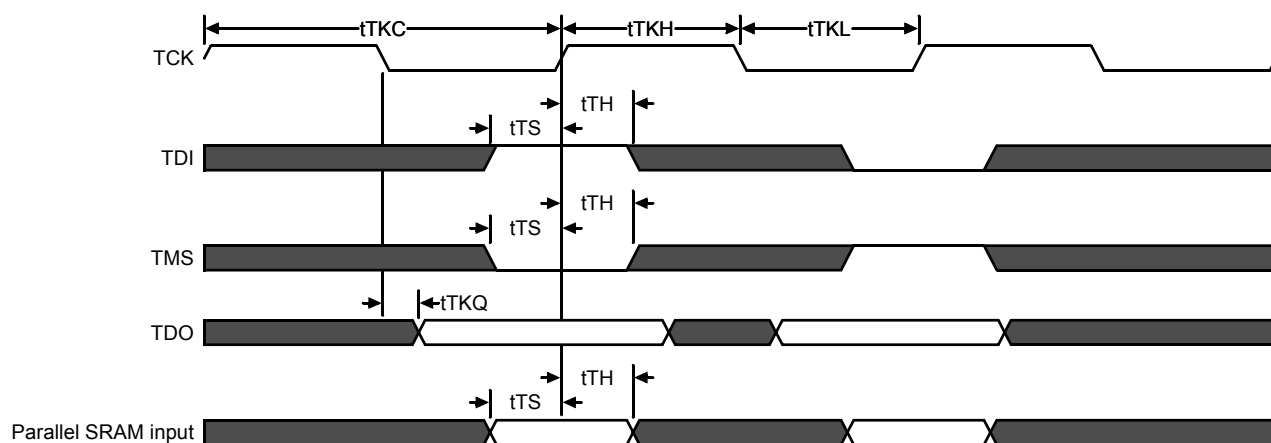 tTKC
tTKH
tTKL
TCK
tTH
tTS
TDI
tTH
tTS
TMS
tTKQ
TDO
tTH
tTS
Parallel SRAM input